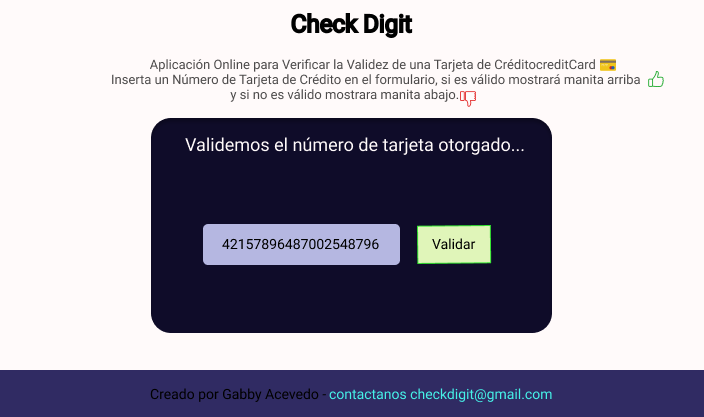 Check Digit
Aplicación Online para Verificar la Validez de una Tarjeta de CréditocreditCard
Inserta un Número de Tarjeta de Crédito en el formulario, si es válido mostrará manita arriba
y si no es válido mostrara manita abajo.
Validemos el número de tarjeta otorgado...
42157896487002548796
Validar
Creado por Gabby Acevedo - contactanos checkdigit@gmail.com